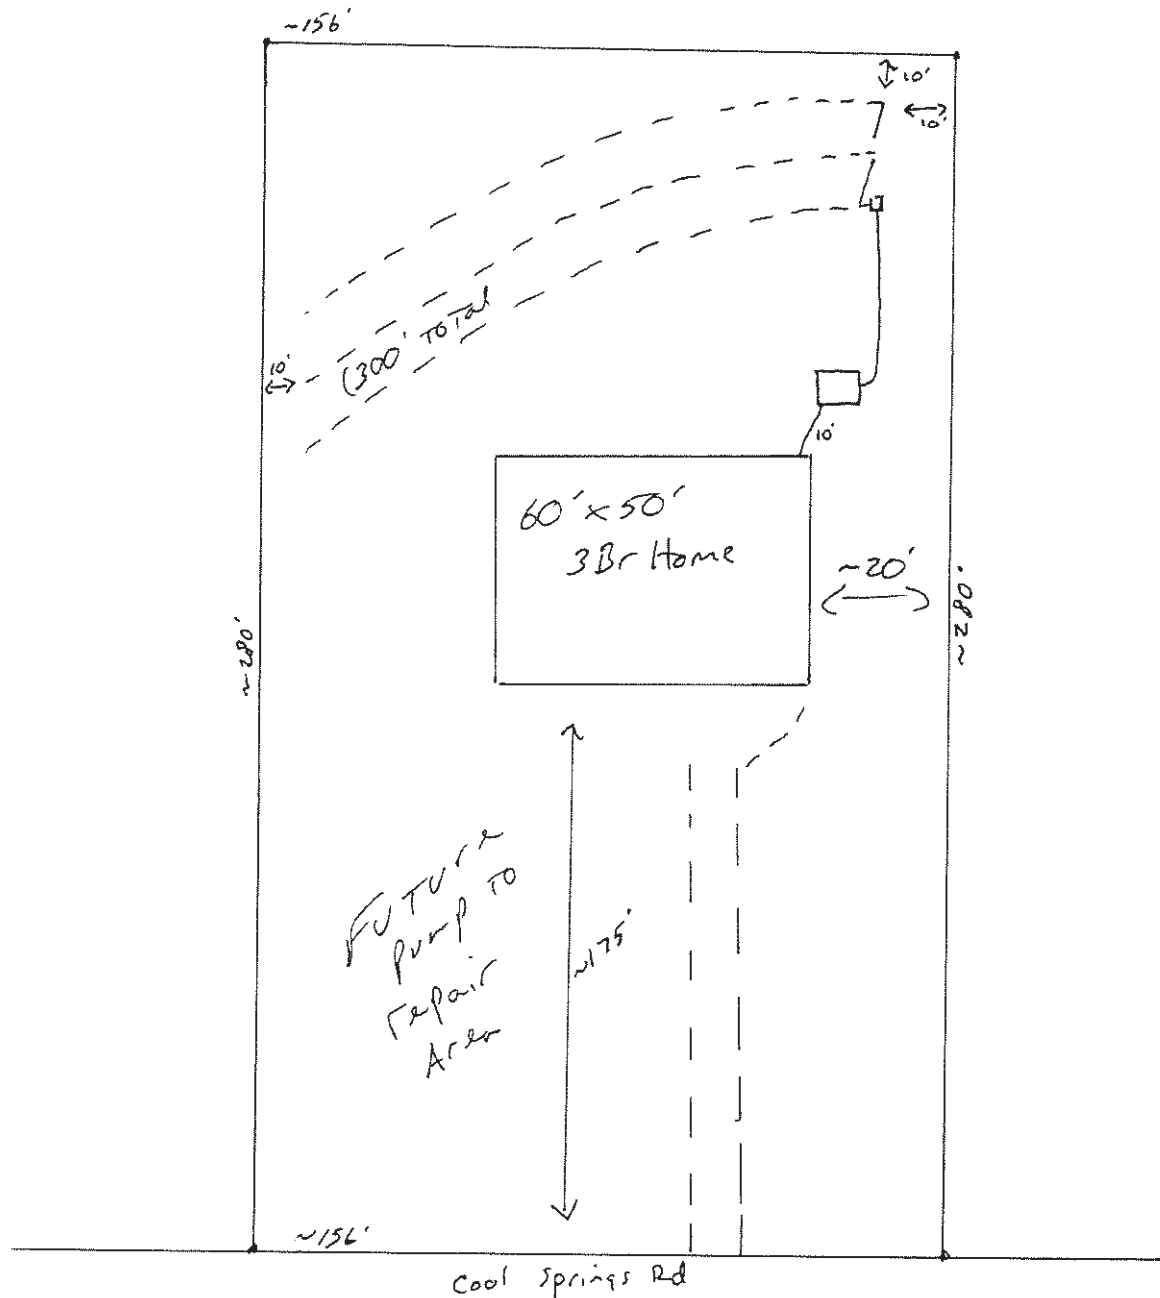 ~156'
10'
10'
10'
(300' TOTAL
10'
60' x 50'
3Br Home
~20'
~280'
~280'
FUTURE
Pump TO
repair
Area
~175'
~156'
Cool Springs Rd